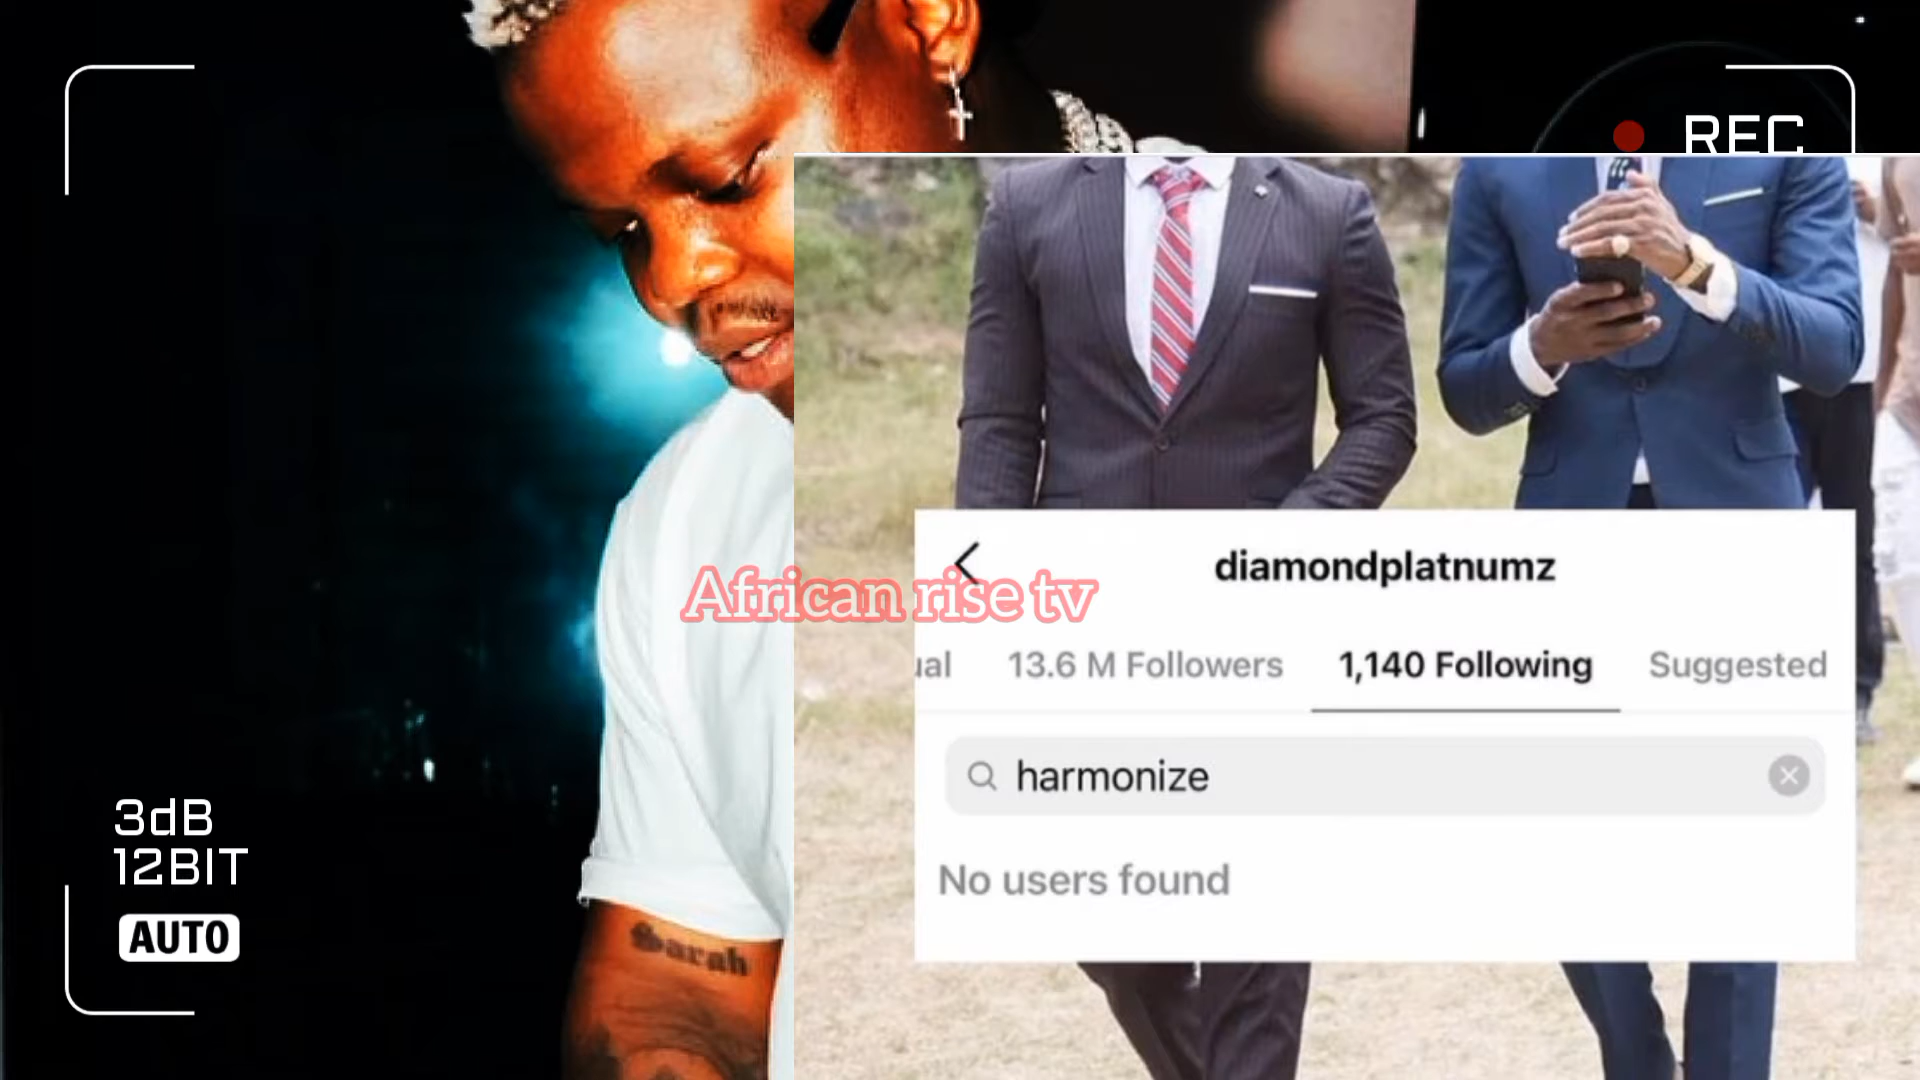 REC
diamondplatnumz
African rise tv
ual 13.6 M Followers 1,140 Following Suggested
harmonize
No users found
3dB
12BIT
AUTO
Sarah